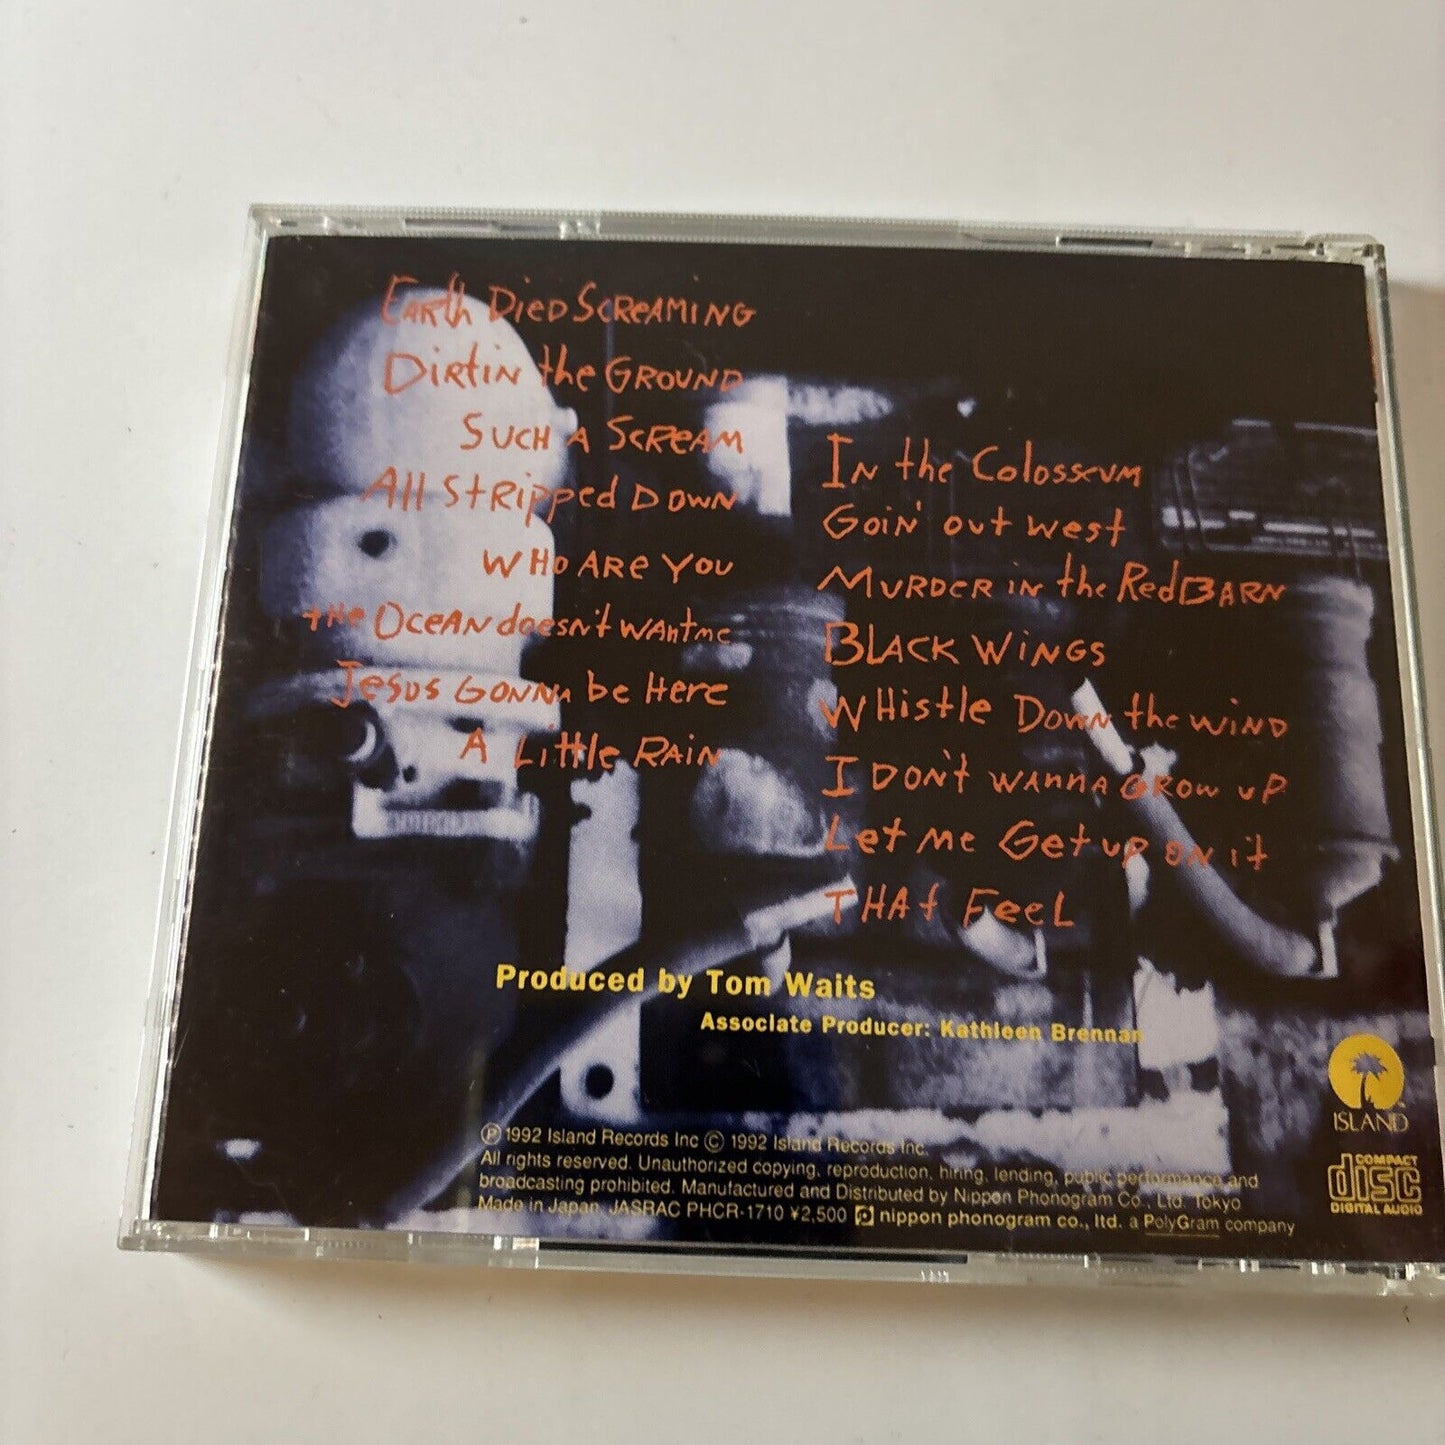 Earth Died Screaming
Dirt in the Ground
Such a Scream
All Stripped Down
Who Are You
the Ocean doesn't want me
Jesus Gonna be Here
A Little Rain
In the Colosseum
Goin' out west
Murder in the Red Barn
Black Wings
Whistle Down the Wind
I Don't Wanna Grow up
Let me Get up on it
That Feel
Produced by Tom Waits
Associate Producer: Kathleen Brennan
ISLAND
℗ 1992 Island Records Inc © 1992 Island Records Inc.
All rights reserved. Unauthorized copying, reproduction, hiring, lending, public performance and
broadcasting prohibited. Manufactured and Distributed by Nippon Phonogram Co., Ltd. Tokyo
Made in Japan. JASRAC PHCR-1710 ¥2,500 nippon phonogram co., ltd. a PolyGram company
COMPACT
disc
DIGITAL AUDIO